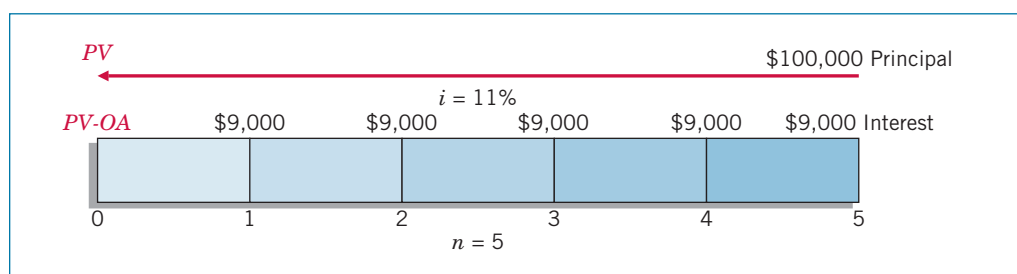 PV
$100,000 Principal
i = 11%
PV-OA $9,000 $9,000 $9,000 $9,000 $9,000 Interest
0 1 2 3 4 5
n = 5